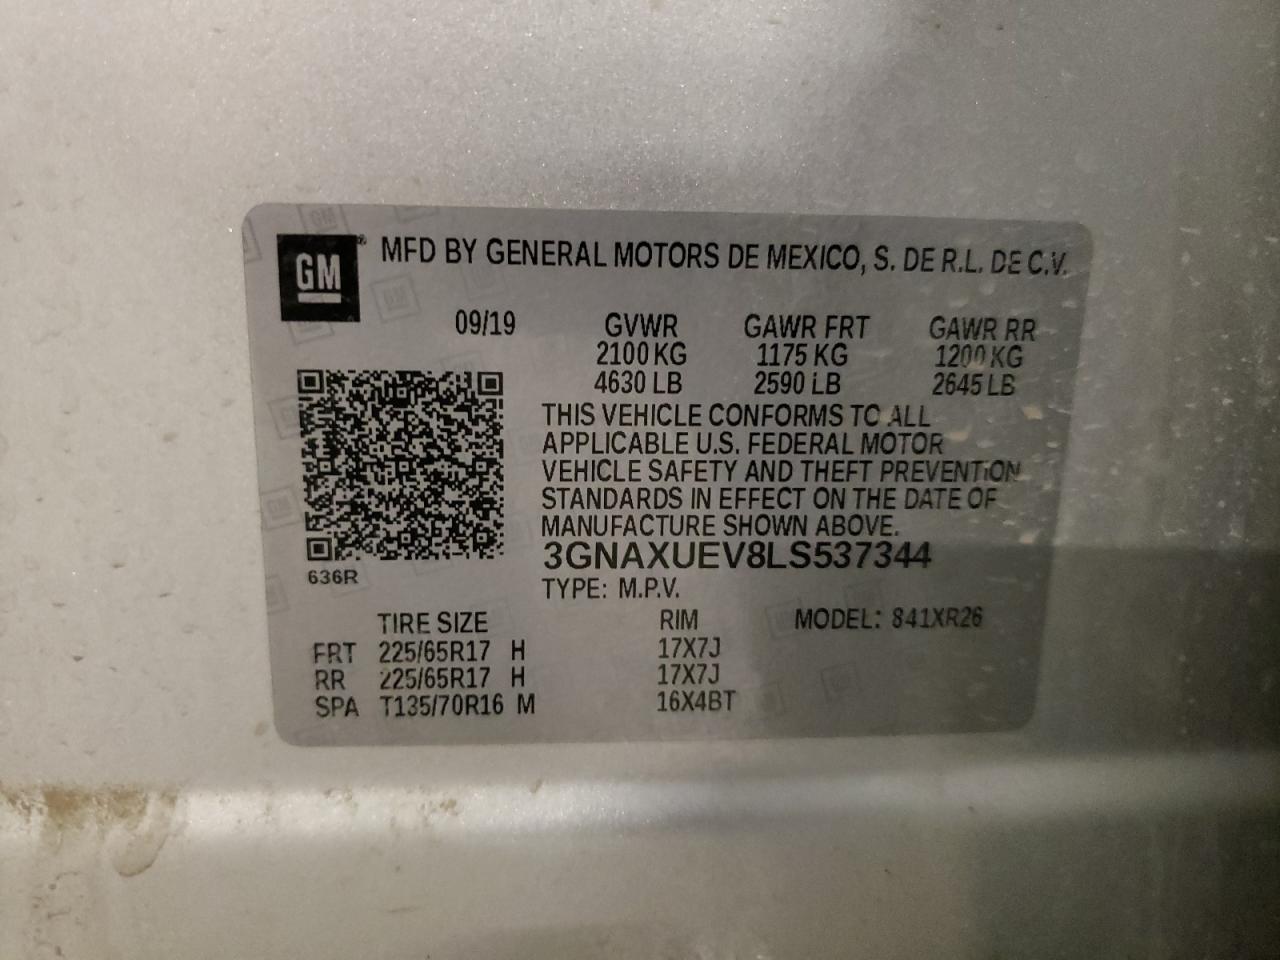 GM
MFD BY GENERAL MOTORS DE MEXICO, S. DE R.L. DE C.V.
09/19 GVWR GAWR FRT GAWR RR
2100 KG 1175 KG 1200 KG
4630 LB 2590 LB 2645 LB
THIS VEHICLE CONFORMS TO ALL
APPLICABLE U.S. FEDERAL MOTOR
VEHICLE SAFETY AND THEFT PREVENTION
STANDARDS IN EFFECT ON THE DATE OF
MANUFACTURE SHOWN ABOVE.
3GNAXUEV8LS537344
636R
TYPE: M.P.V.
TIRE SIZE RIM MODEL: 841XR26
FRT 225/65R17 H 17X7J
RR 225/65R17 H 17X7J
SPA T135/70R16 M 16X4BT